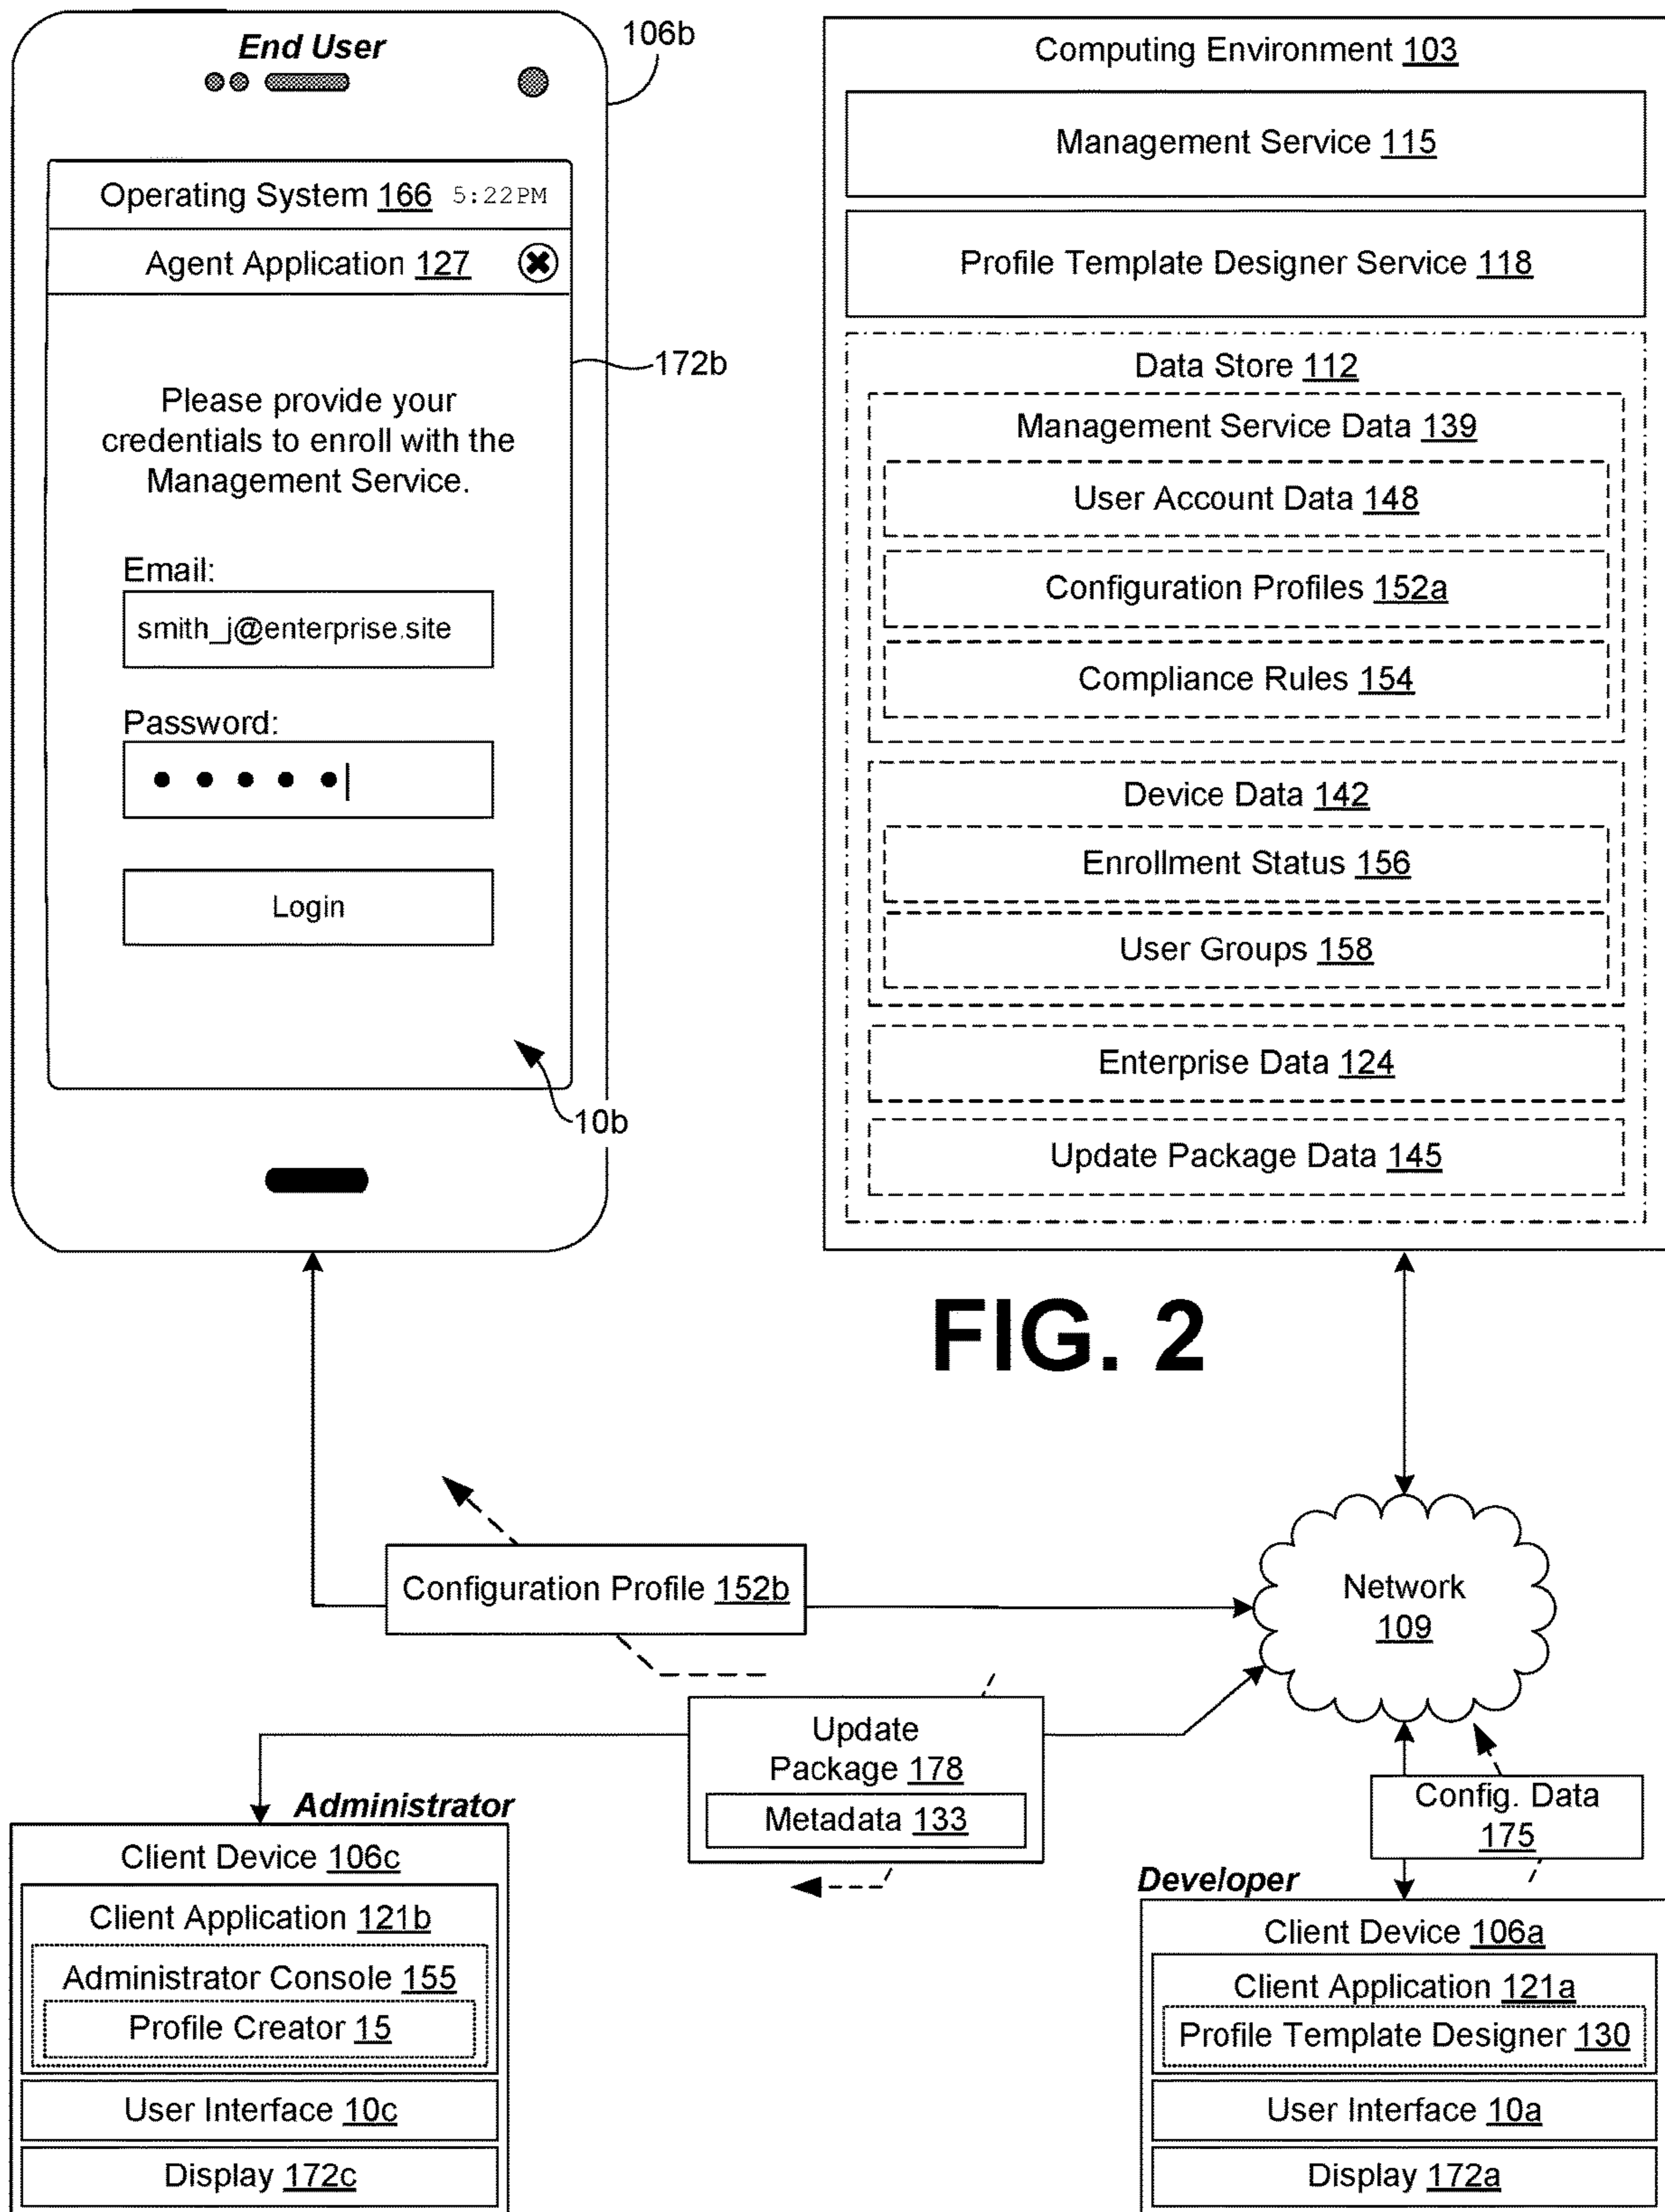 End User
106b
Operating System 166 5:22PM
Agent Application 127
172b
Please provide your
credentials to enroll with the
Management Service.
Email:
smith_j@enterprise.site
Password:
Login
10b
Computing Environment 103
Management Service 115
Profile Template Designer Service 118
Data Store 112
Management Service Data 139
User Account Data 148
Configuration Profiles 152a
Compliance Rules 154
Device Data 142
Enrollment Status 156
User Groups 158
Enterprise Data 124
Update Package Data 145
FIG. 2
Configuration Profile 152b
Network
109
Update
Package 178
Metadata 133
Config. Data
175
Administrator
Client Device 106c
Client Application 121b
Administrator Console 155
Profile Creator 15
User Interface 10c
Display 172c
Developer
Client Device 106a
Client Application 121a
Profile Template Designer 130
User Interface 10a
Display 172a